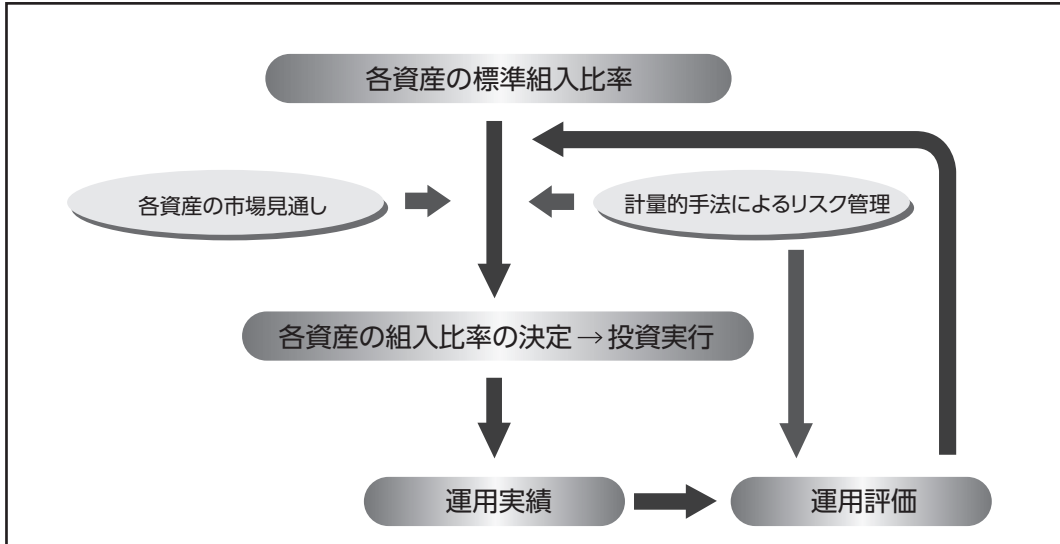 各資産の標準組入比率
各資産の市場見通し
計量的手法によるリスク管理
各資産の組入比率の決定→投資実行
運用実績
運用評価